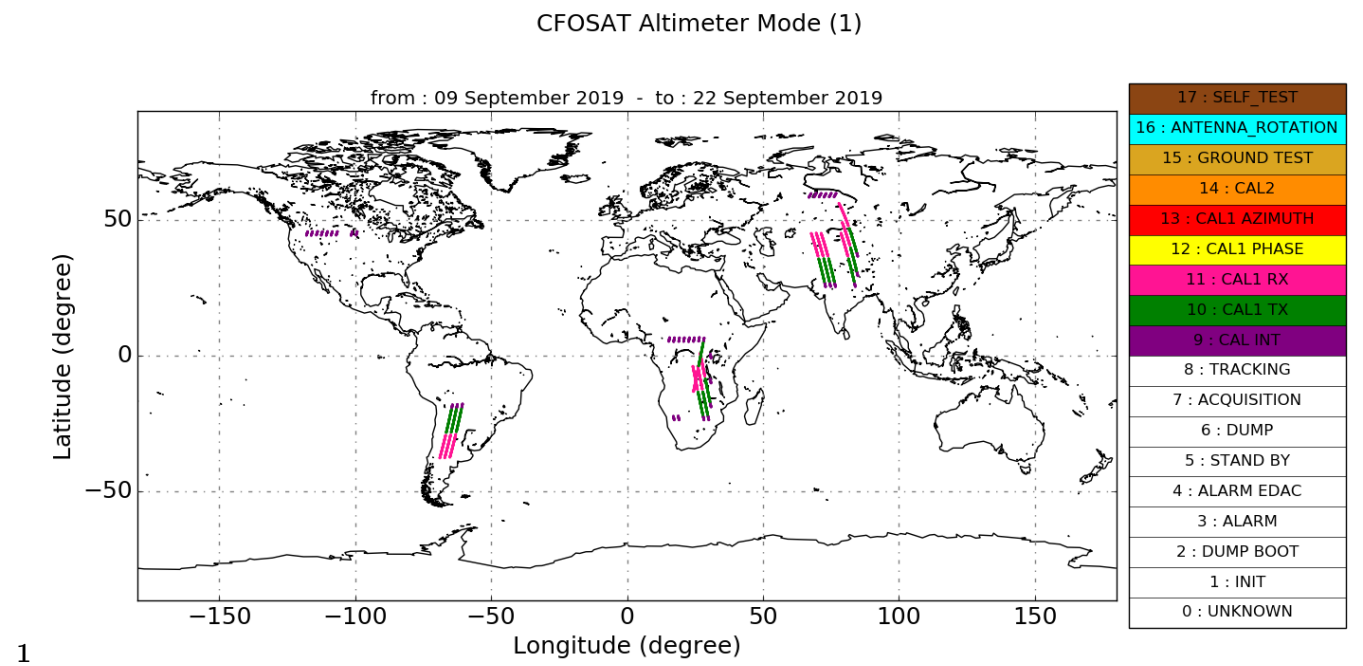 CFOSAT Altimeter Mode (1)
from : 09 September 2019 - to : 22 September 2019
17 : SELF_TEST
16 : ANTENNA_ROTATION
15 : GROUND TEST
14 : CAL2
13 : CAL1 AZIMUTH
12 : CAL1 PHASE
11 : CAL1 RX
10 : CAL1 TX
9 : CAL INT
8 : TRACKING
7 : ACQUISITION
6 : DUMP
5 : STAND BY
4 : ALARM EDAC
3 : ALARM
2 : DUMP BOOT
1 : INIT
0 : UNKNOWN
Latitude (degree)
50
0
−50
−150 −100 −50 0 50 100 150
Longitude (degree)
1